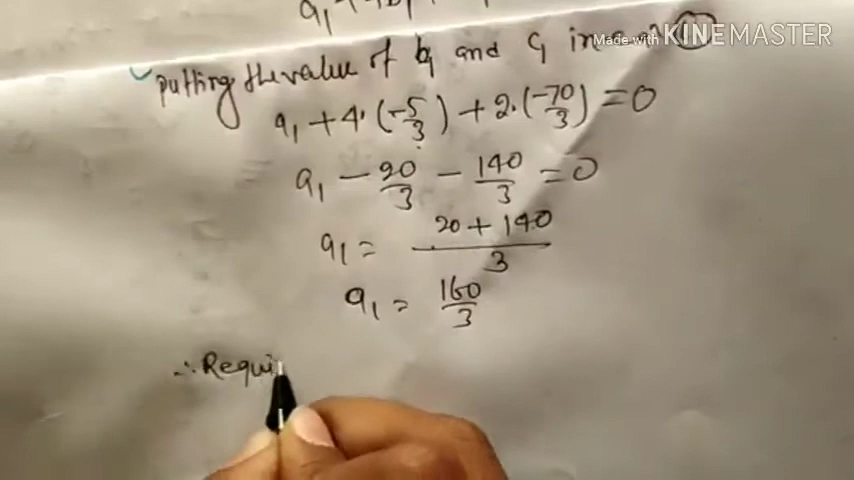 putting the value of b₁ and c₁ in
Made with KINEMASTER
a₁ + 4·(-5/3) + 2·(-70/3) = 0
a₁ - 20/3 - 140/3 = 0
a₁ = (20 + 140)/3
a₁ = 160/3
∴ Requi